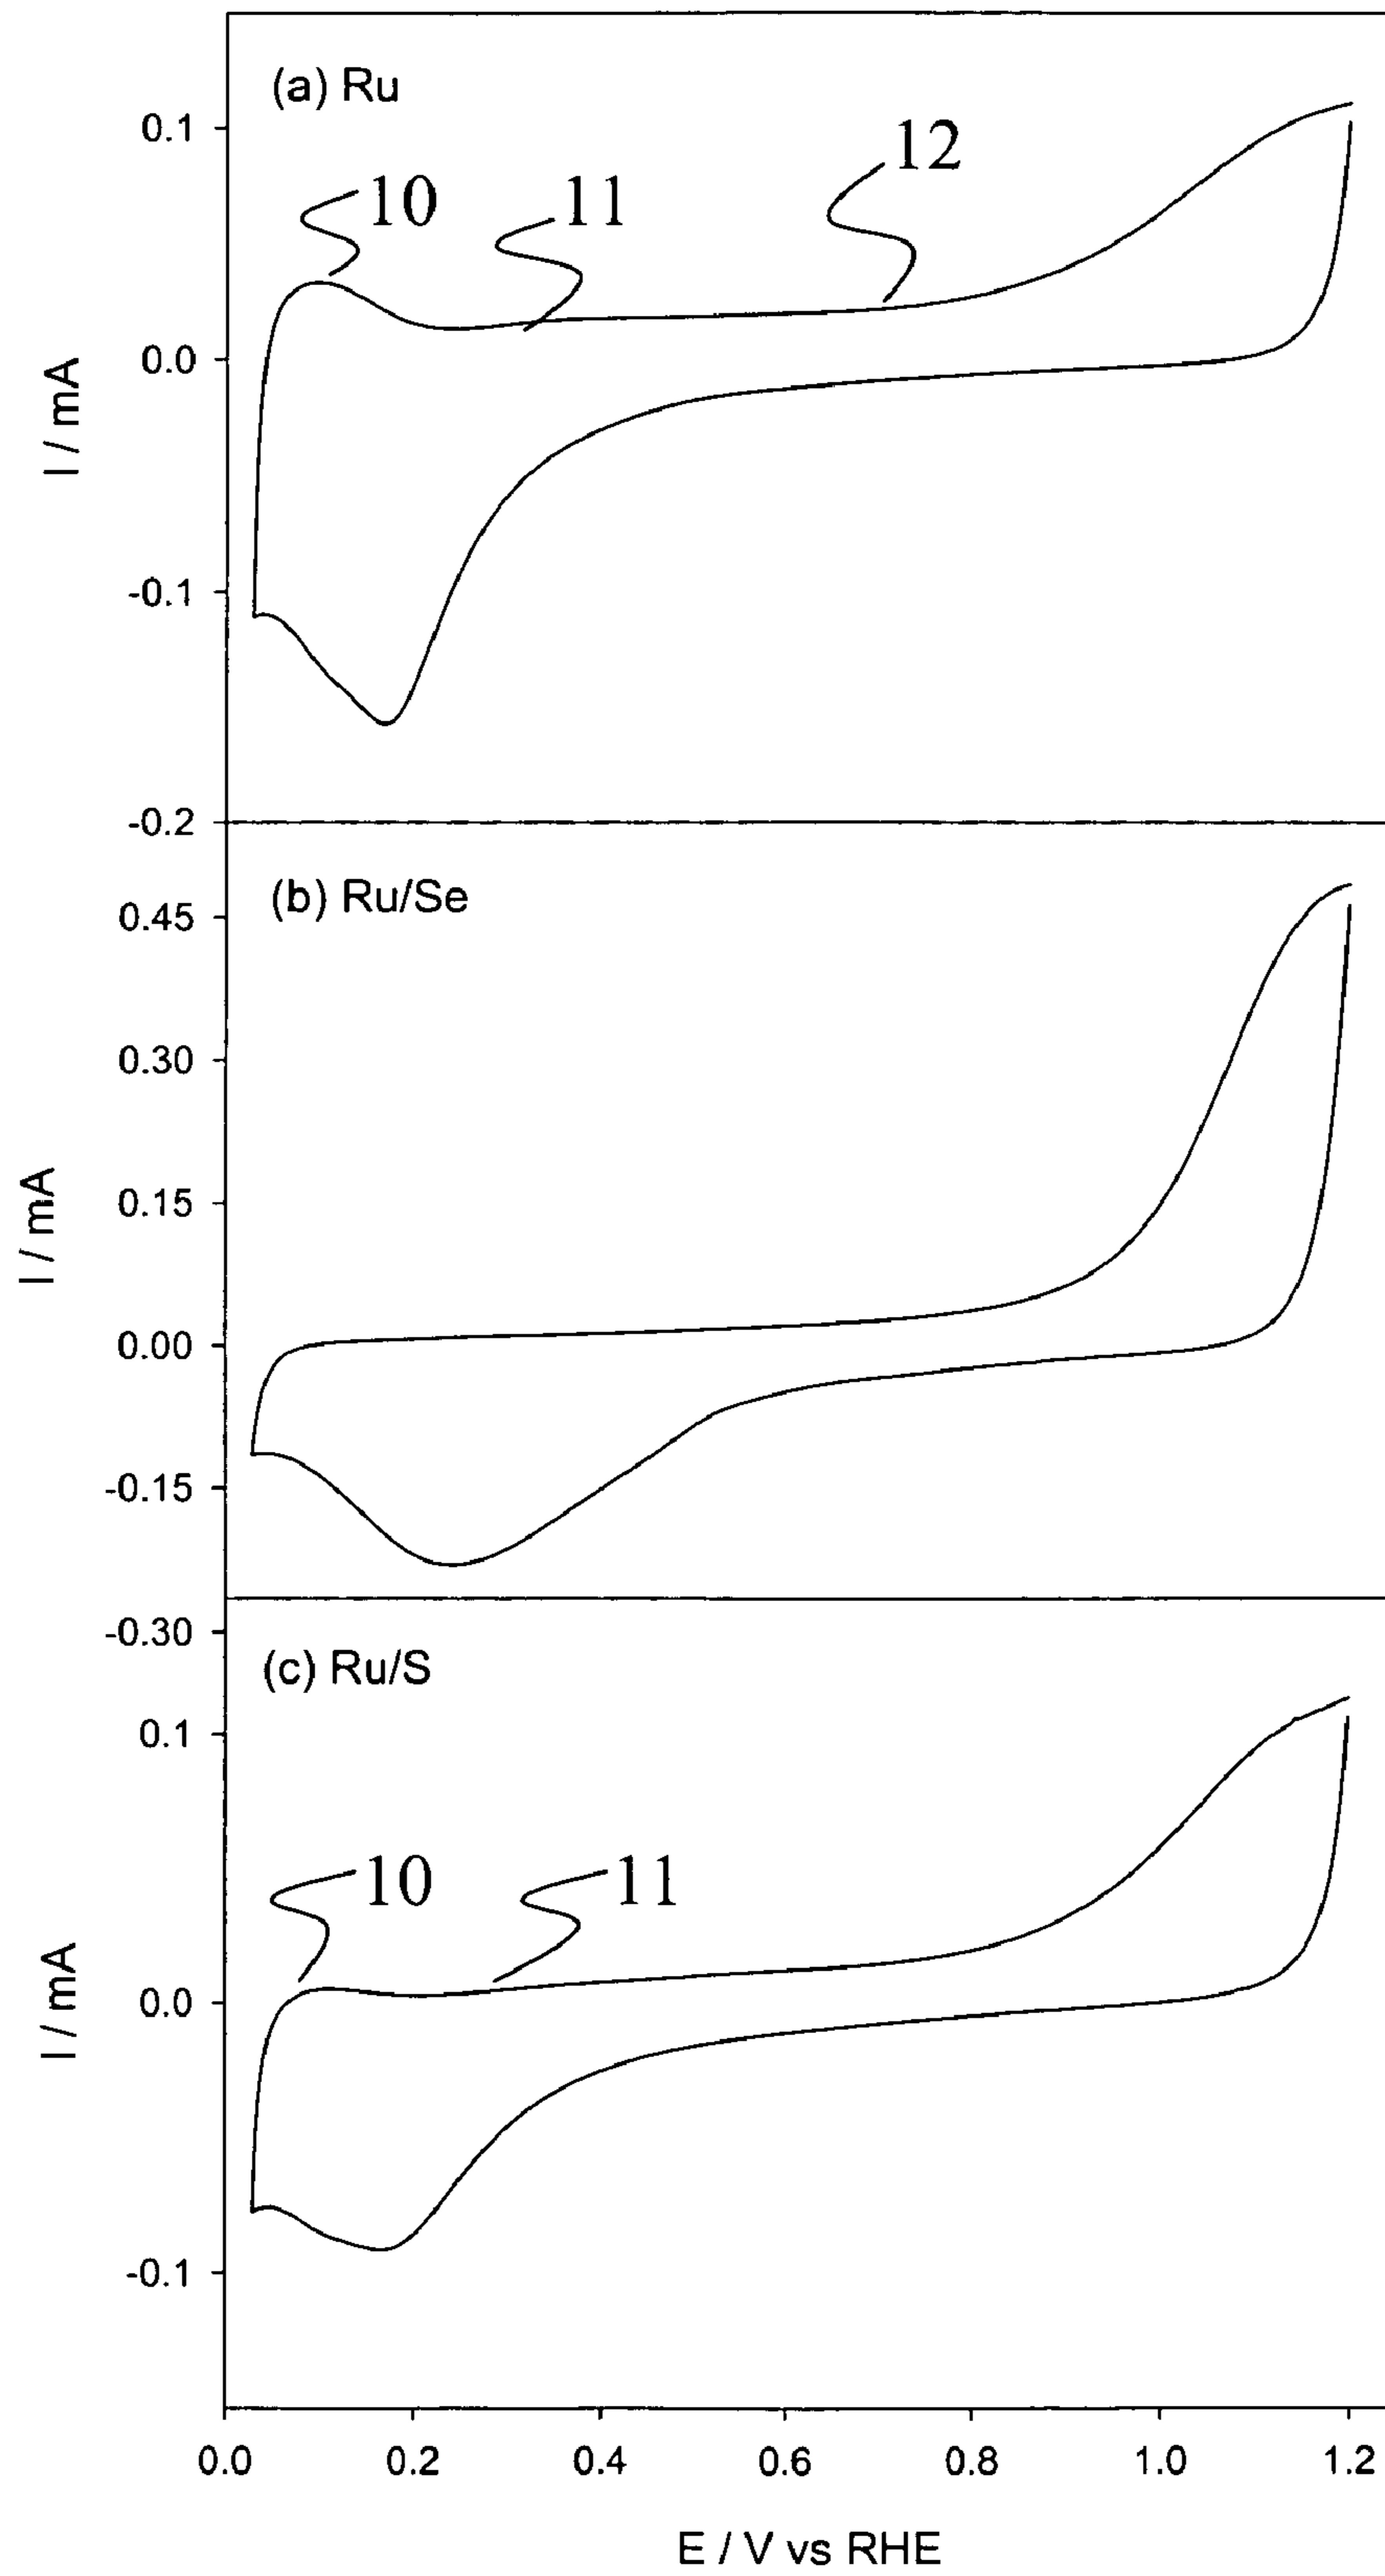 (a) Ru
0.1
12
10
11
0.0
I / mA
-0.1
-0.2
(b) Ru/Se
0.45
0.30
0.15
I / mA
0.00
-0.15
-0.30
(c) Ru/S
0.1
10
11
0.0
I / mA
-0.1
0.0 0.2 0.4 0.6 0.8 1.0 1.2
E / V vs RHE